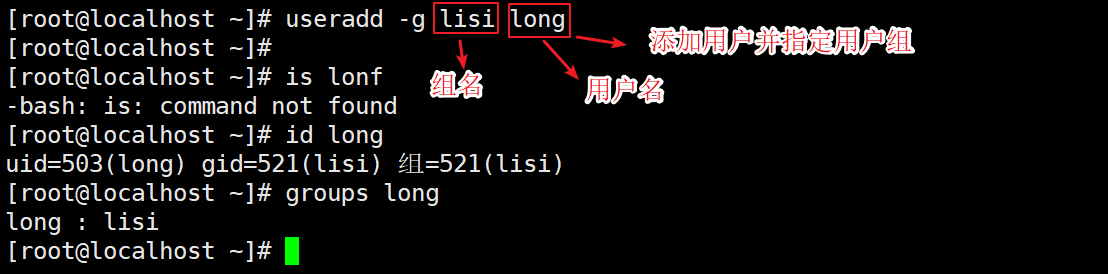 [root@localhost ~]# useradd -g lisi long
添加用户并指定用户组
[root@localhost ~]#
[root@localhost ~]# is lonf
组名
用户名
-bash: is: command not found
[root@localhost ~]# id long
uid=503(long) gid=521(lisi) 组=521(lisi)
[root@localhost ~]# groups long
long : lisi
[root@localhost ~]#